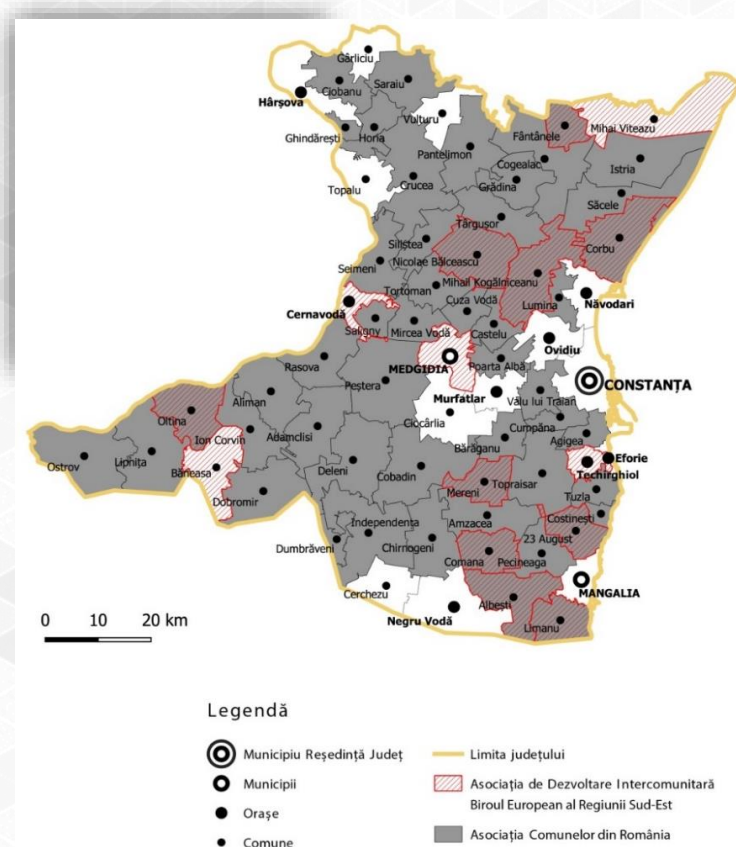 Gârliciu
Ciobanu
Saraiu
Hârșova
Vulturu
Ghindărești
Horia
Fântânele
Mihai Viteazu
Pantelimon
Cogealac
Istria
Topalu
Crucea
Grădina
Săcele
Târgușor
Corbu
Siliștea
Nicolae Bălcescu
Seimeni
Mihail Kogălniceanu
Tortoman
Cuza Vodă
Lumina
Năvodari
Cernavodă
Saligny
Mircea Vodă
Castelu
Ovidiu
MEDGIDIA
Poarta Albă
Rasova
CONSTANȚA
Peștera
Murfatlar
Valu lui Traian
Aliman
Oltina
Ciocârlia
Cumpăna
Ion Corvin
Adamclisi
Bărăganu
Agigea
Ostrov
Lipnița
Băneasa
Deleni
Cobadin
Eforie
Techirghiol
Dobromir
Mereni
Topraisar
Tuzla
Independența
Amzacea
Costinești
Dumbrăveni
Chirnogeni
23 August
Comana
Pecineaga
Cerchezu
MANGALIA
Negru Vodă
Albești
Limanu
0 10 20 km
Legendă
Municipiu Reședință Județ
Municipii
Orașe
Comune
Limita județului
Asociația de Dezvoltare Intercomunitară
Biroul European al Regiunii Sud-Est
Asociația Comunelor din România